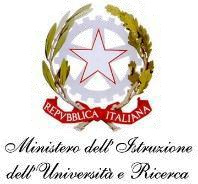 REPVBBLICA ITALIANA
Ministero dell'Istruzione
dell'Università e Ricerca